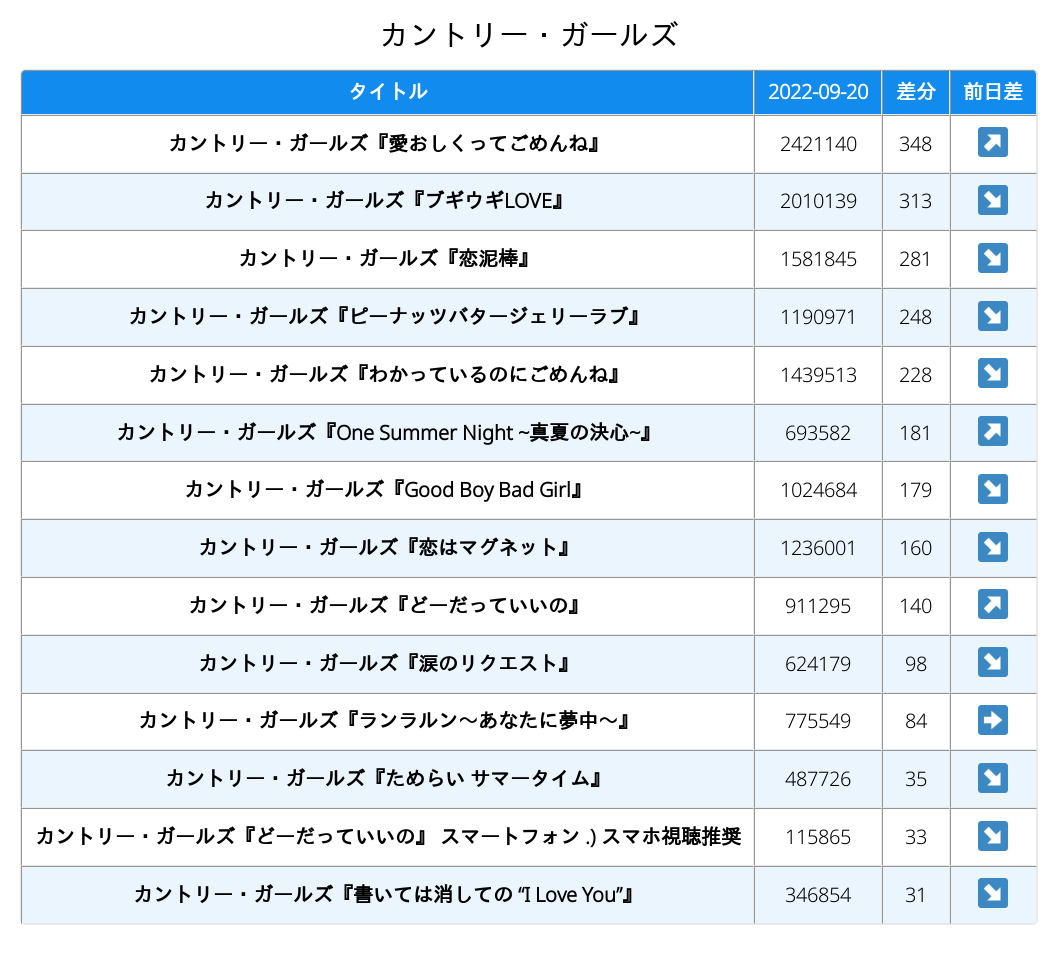 カントリー・ガールズ
タイトル 2022-09-20 差分 前日差
カントリー・ガールズ『愛おしくってごめんね』 2421140 348 ↗
カントリー・ガールズ『ブギウギLOVE』 2010139 313 ↘
カントリー・ガールズ『恋泥棒』 1581845 281 ↘
カントリー・ガールズ『ピーナッツバタージェリーラブ』 1190971 248 ↘
カントリー・ガールズ『わかっているのにごめんね』 1439513 228 ↘
カントリー・ガールズ『One Summer Night ~真夏の決心~』 693582 181 ↗
カントリー・ガールズ『Good Boy Bad Girl』 1024684 179 ↘
カントリー・ガールズ『恋はマグネット』 1236001 160 ↘
カントリー・ガールズ『どーだっていいの』 911295 140 ↗
カントリー・ガールズ『涙のリクエスト』 624179 98 ↘
カントリー・ガールズ『ランラルン〜あなたに夢中〜』 775549 84 ➡
カントリー・ガールズ『ためらい サマータイム』 487726 35 ↘
カントリー・ガールズ『どーだっていいの』 スマートフォン .) スマホ視聴推奨 115865 33 ↘
カントリー・ガールズ『書いては消しての “I Love You”』 346854 31 ↘